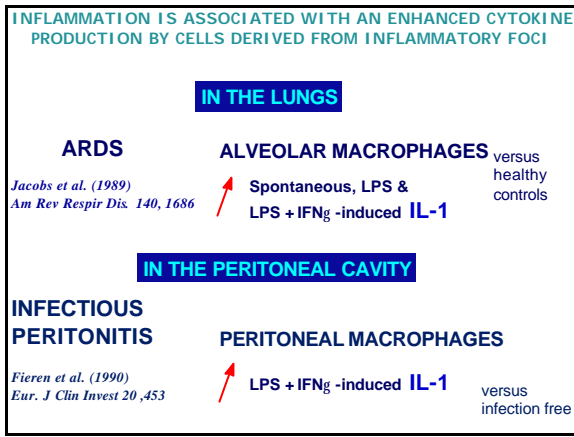 INFLAMMATION IS ASSOCIATED WITH AN ENHANCED CYTOKINE
PRODUCTION BY CELLS DERIVED FROM INFLAMMATORY FOCI
IN THE LUNGS
ARDS
Jacobs et al. (1989)
Am Rev Respir Dis. 140, 1686
ALVEOLAR MACROPHAGES
Spontaneous, LPS &
LPS + IFNg -induced IL-1
versus
healthy
controls
IN THE PERITONEAL CAVITY
INFECTIOUS
PERITONITIS
Fieren et al. (1990)
Eur. J Clin Invest 20 ,453
PERITONEAL MACROPHAGES
LPS + IFNg -induced IL-1
versus
infection free